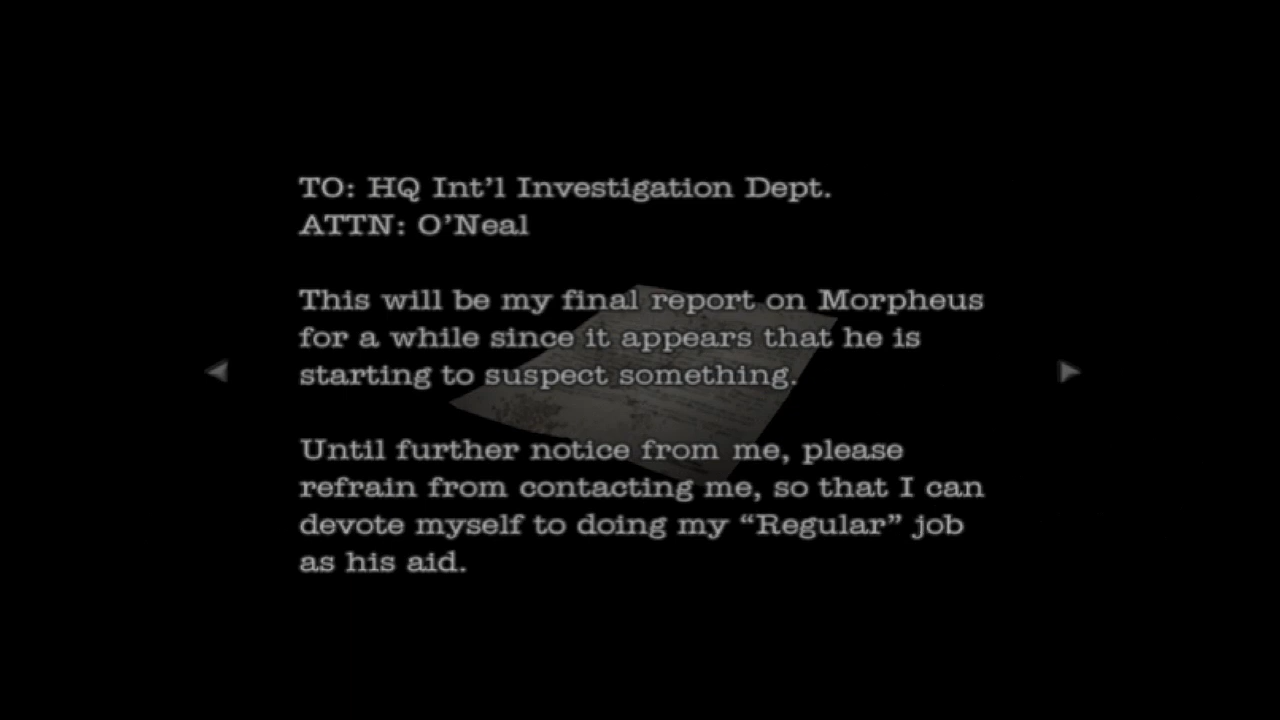 TO: HQ Int’l Investigation Dept.
ATTN: O’Neal
This will be my final report on Morpheus
for a while since it appears that he is
starting to suspect something.
Until further notice from me, please
refrain from contacting me, so that I can
devote myself to doing my “Regular” job
as his aid.